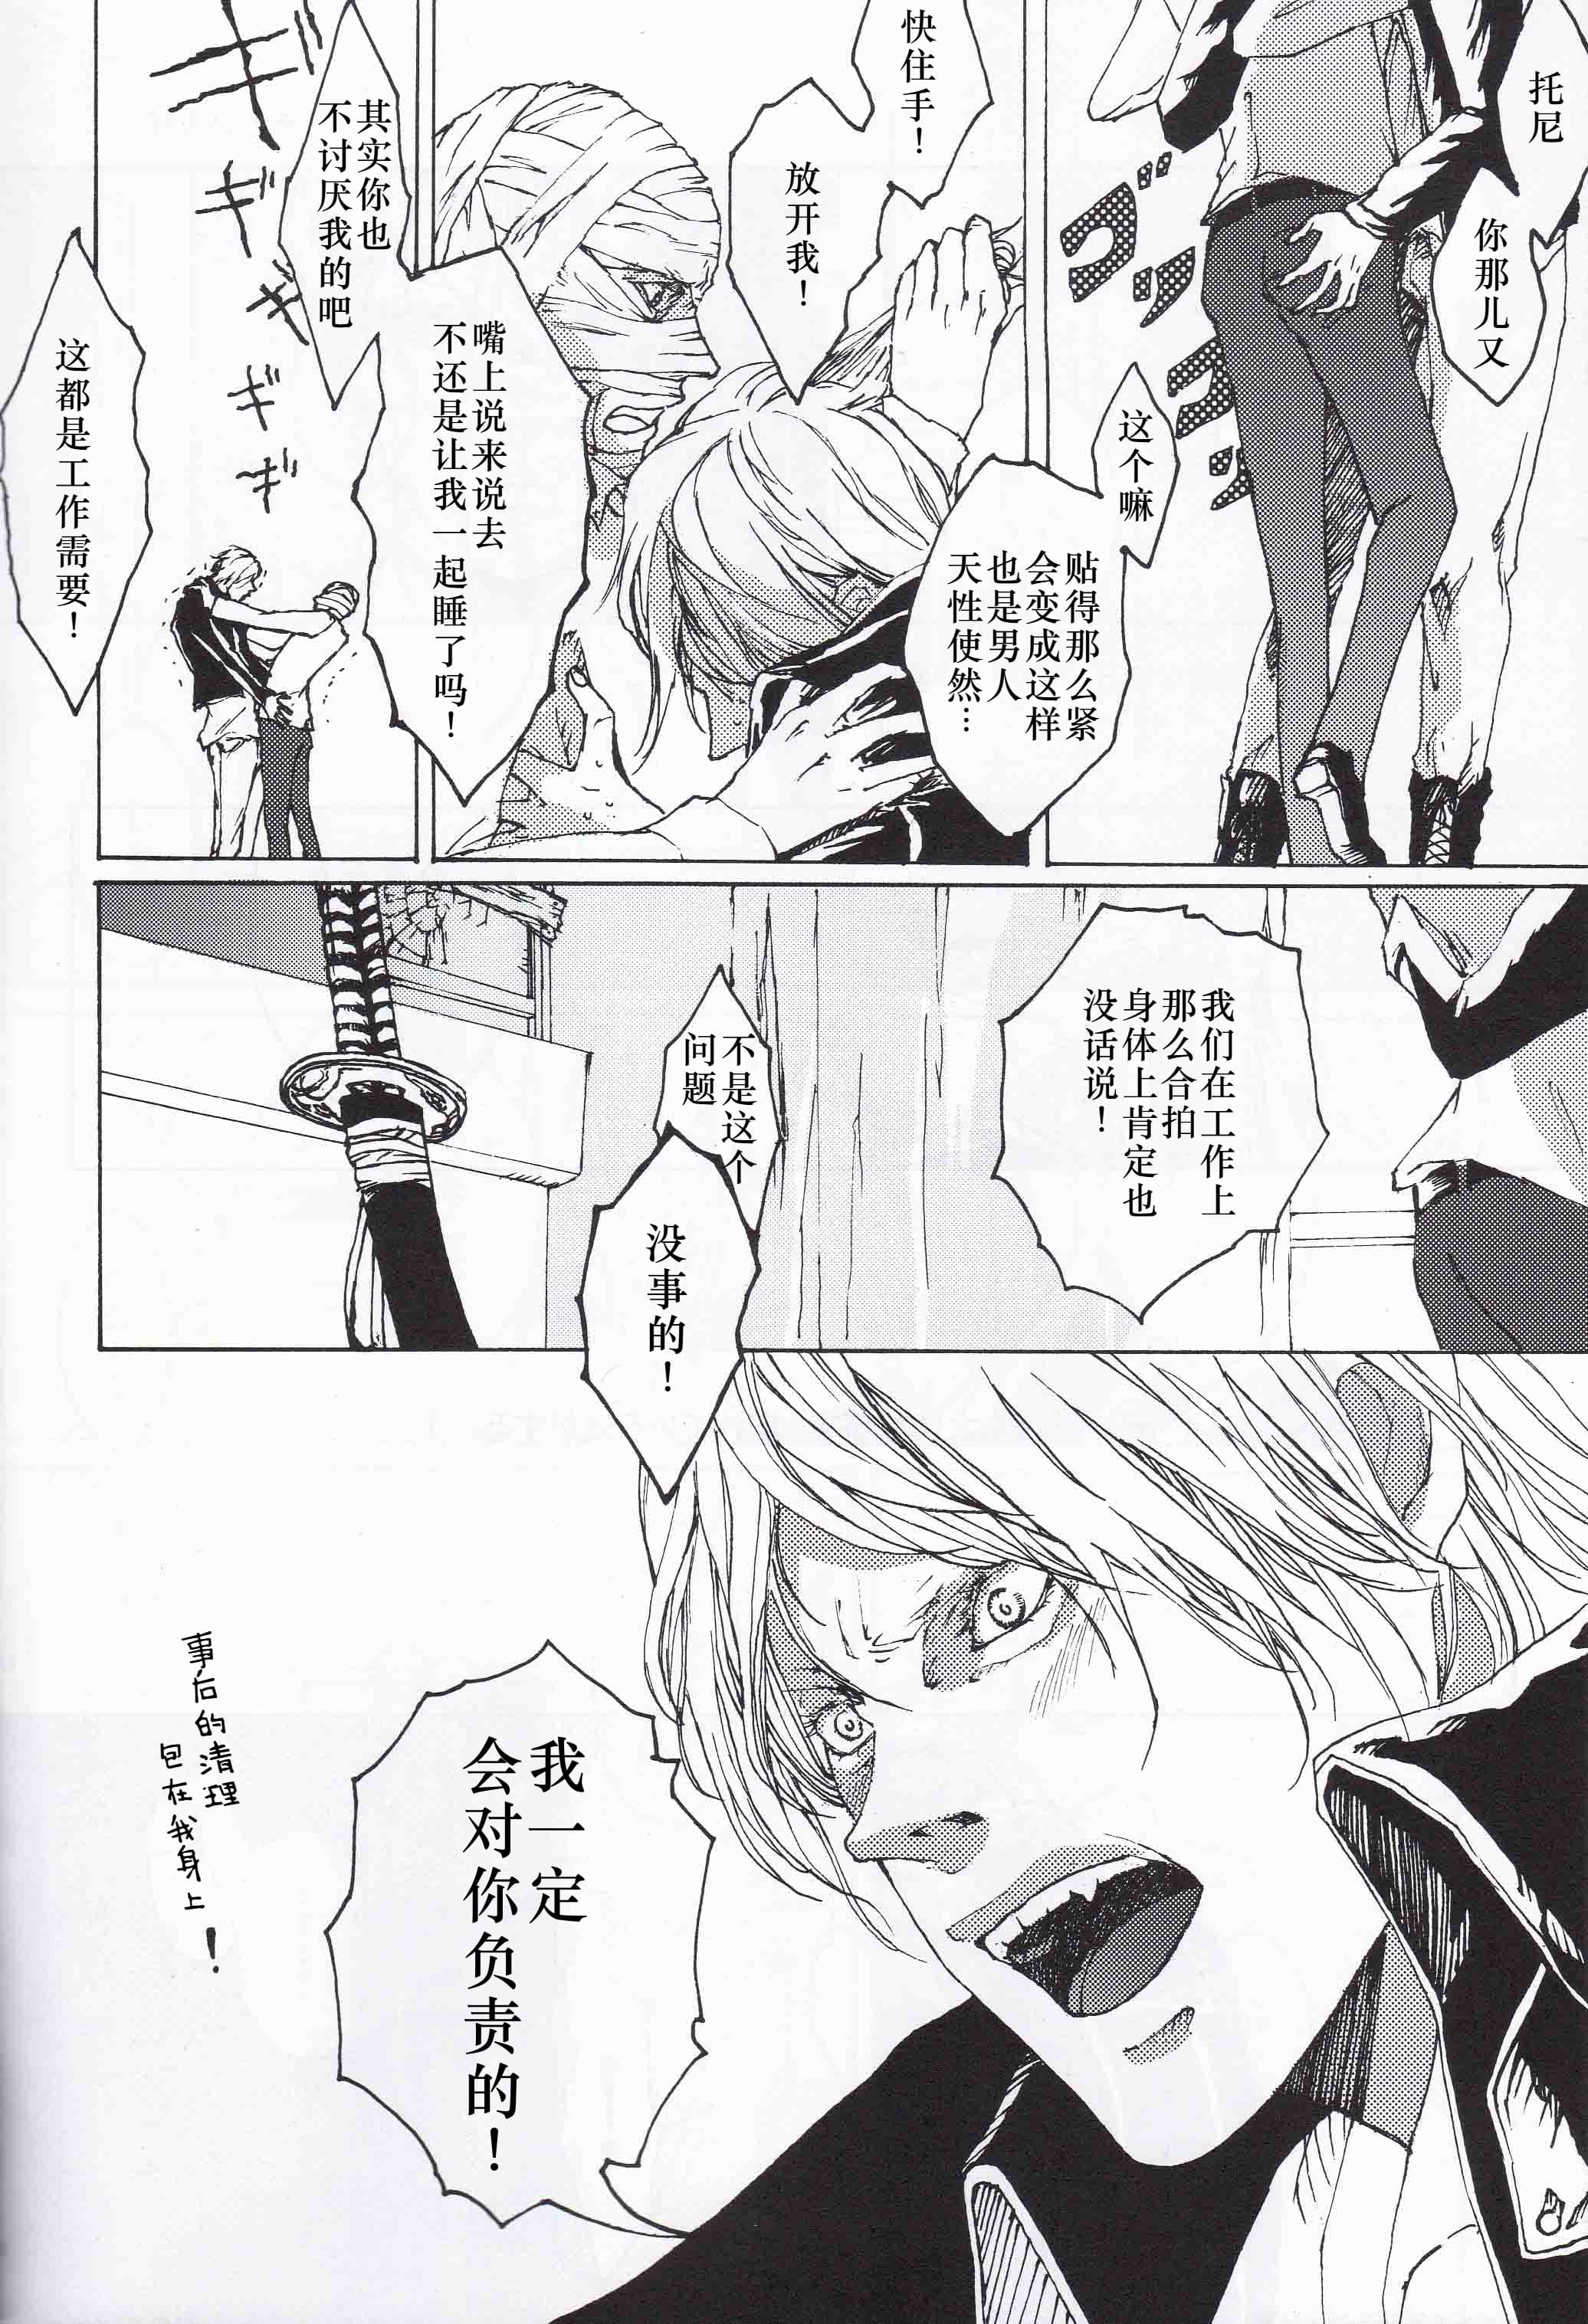 托尼
你那儿又
ゴッ
ゴッ
这个嘛
贴得那么紧
会变成这样
也是男人
天性使然…
快住手！
放开我！
嘴上说来说去
不还是让我一起睡了吗！
其实你也
不讨厌我的吧
ギ
ギ
ギ
ギ
ギ
这都是工作需要！
我们在工作上
那么合拍
身体上肯定也
没话说！
不是这个
问题
没事的！
我一定
会对你负责的！
事后的清理
包在我身上！